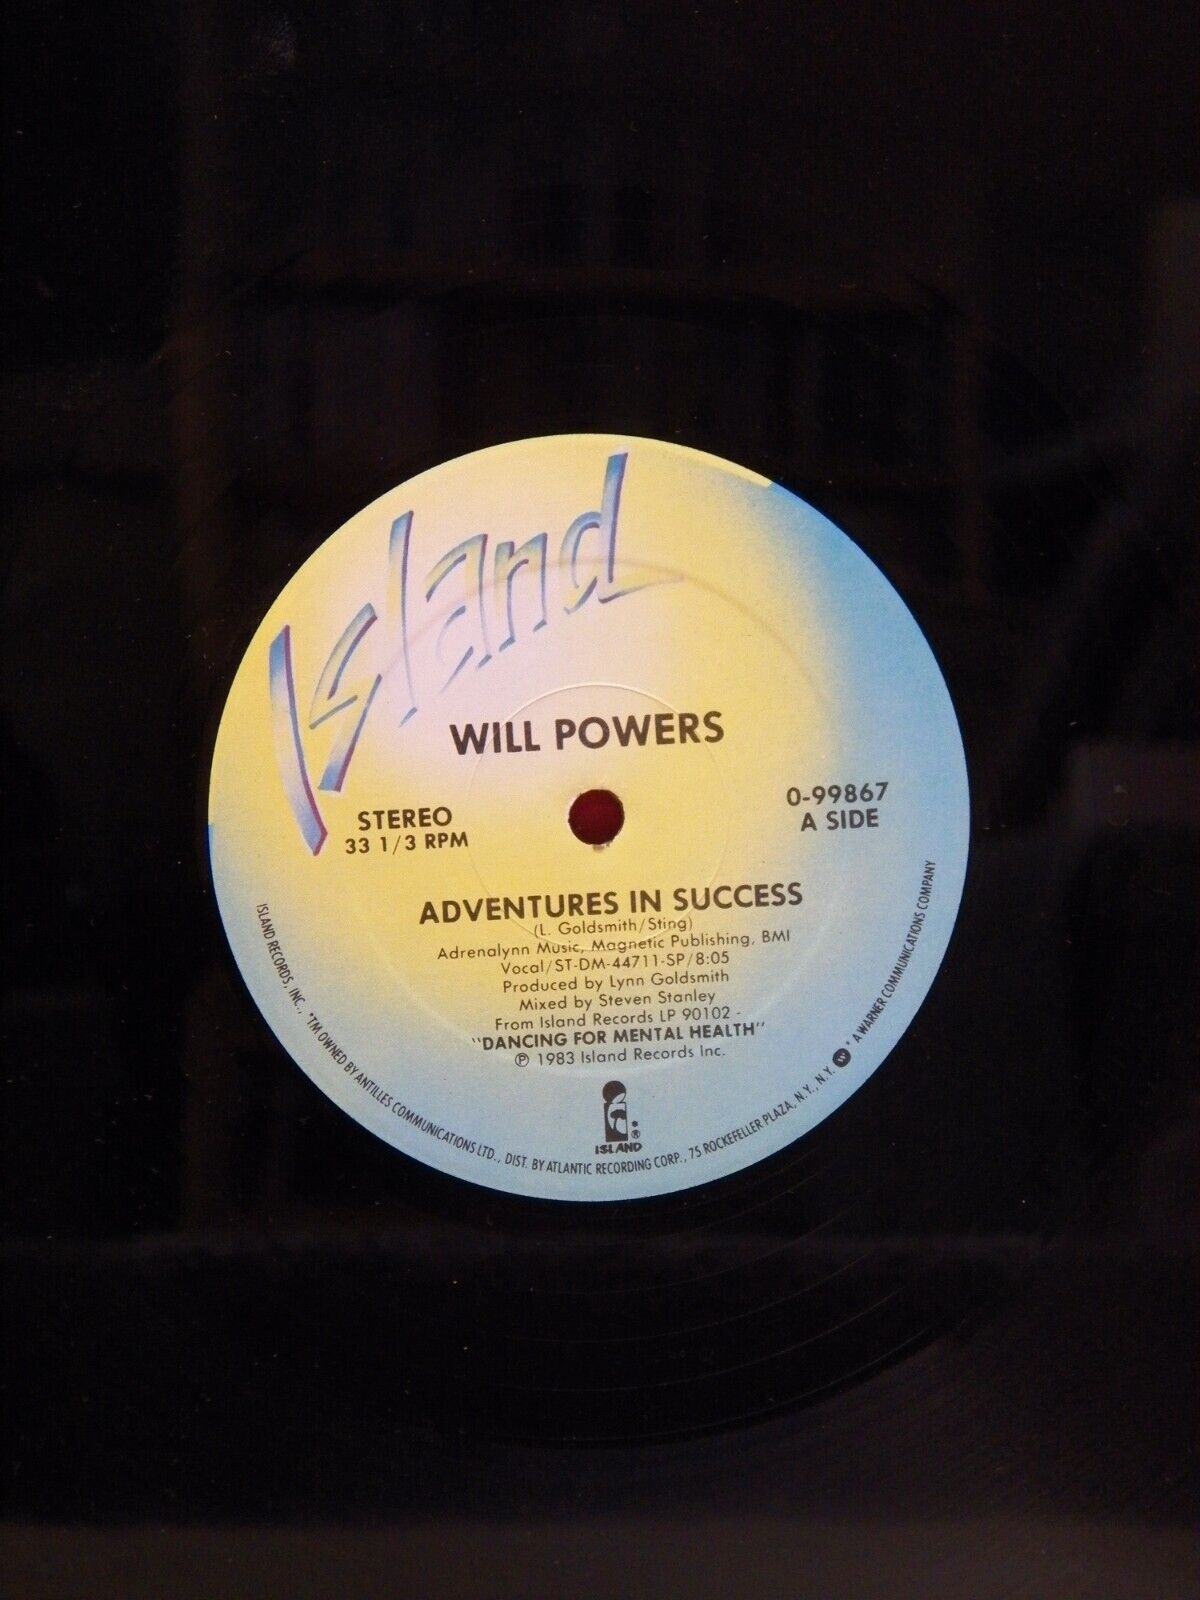 Island
WILL POWERS
STEREO
33 1/3 RPM
0-99867
A SIDE
ADVENTURES IN SUCCESS
(L. Goldsmith/Sting)
Adrenalynn Music, Magnetic Publishing, BMI
Vocal/ST-DM-44711-SP/8:05
Produced by Lynn Goldsmith
Mixed by Steven Stanley
From Island Records LP 90102 -
"DANCING FOR MENTAL HEALTH"
℗ 1983 Island Records Inc.
ISLAND ®
ISLAND RECORDS, INC., *TM OWNED BY ANTILLES COMMUNICATIONS LTD., DIST. BY ATLANTIC RECORDING CORP., 75 ROCKEFELLER PLAZA, N.Y., N.Y. W * A WARNER COMMUNICATIONS COMPANY